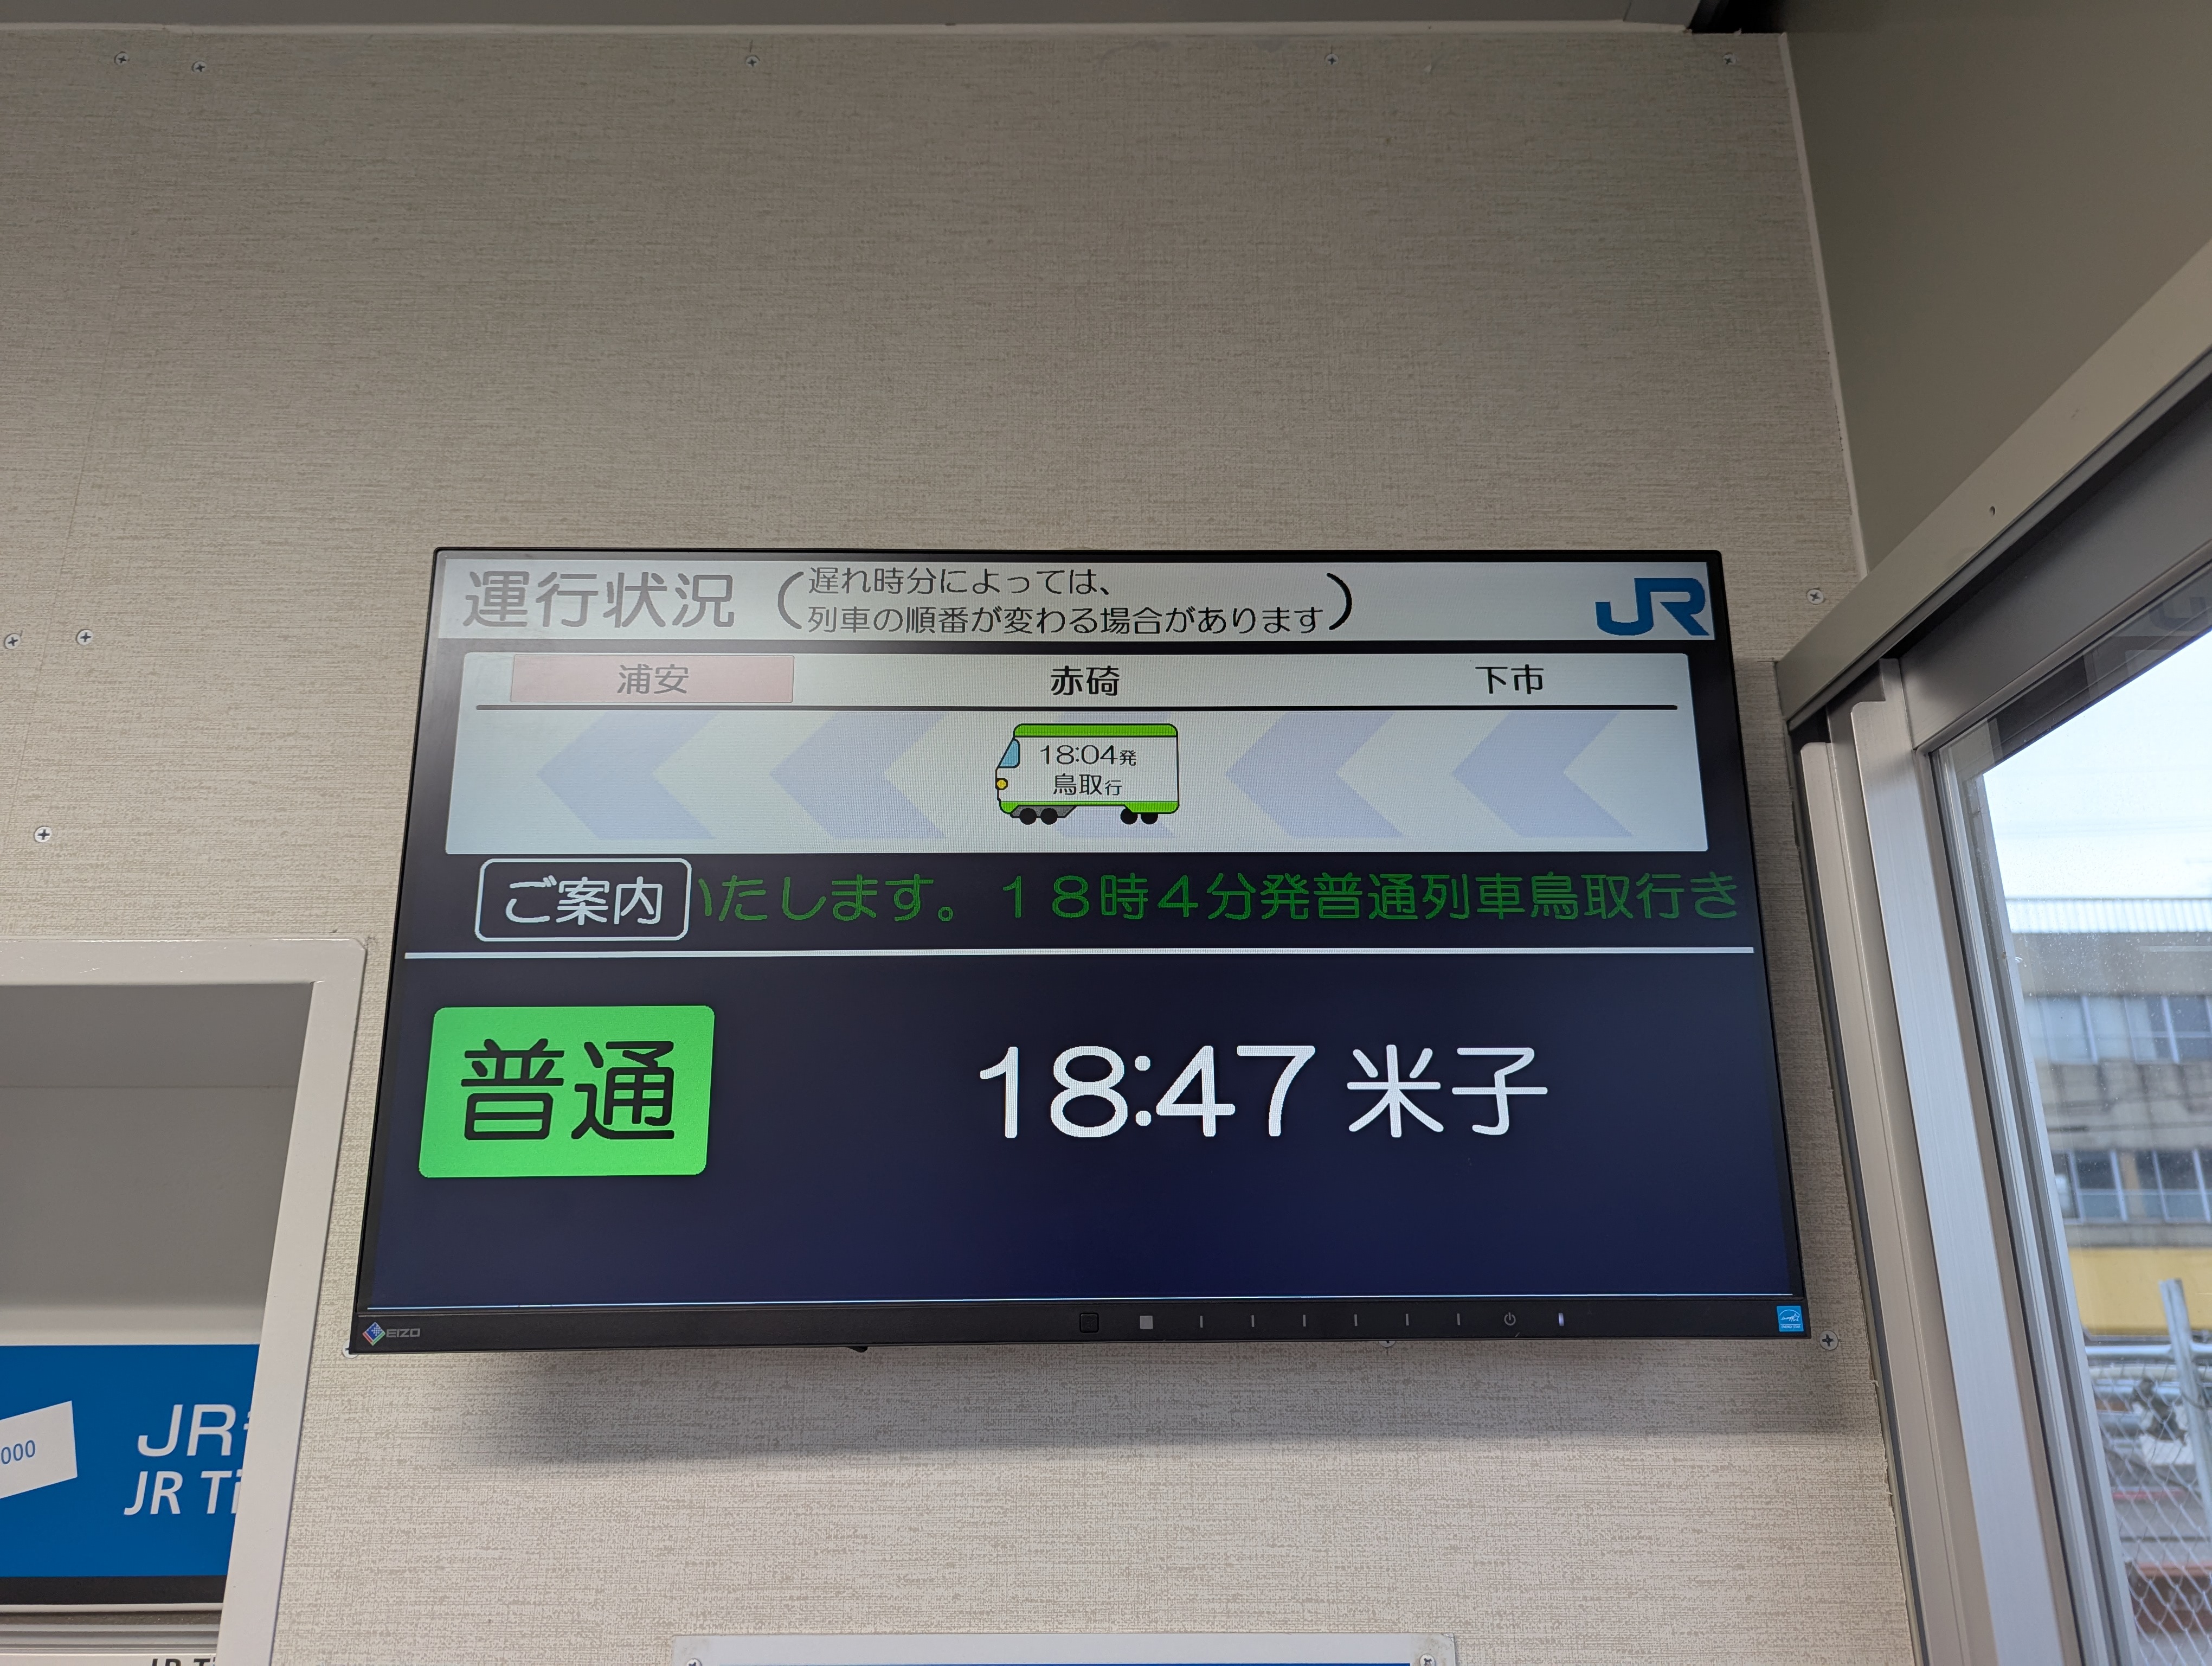 運行状況
(遅れ時分によっては、
列車の順番が変わる場合があります)
JR
浦安 赤碕 下市
18:04発
鳥取行
ご案内 いたします。18時4分発普通列車鳥取行き
普通 18:47 米子
EIZO
000
JR
JR Ti